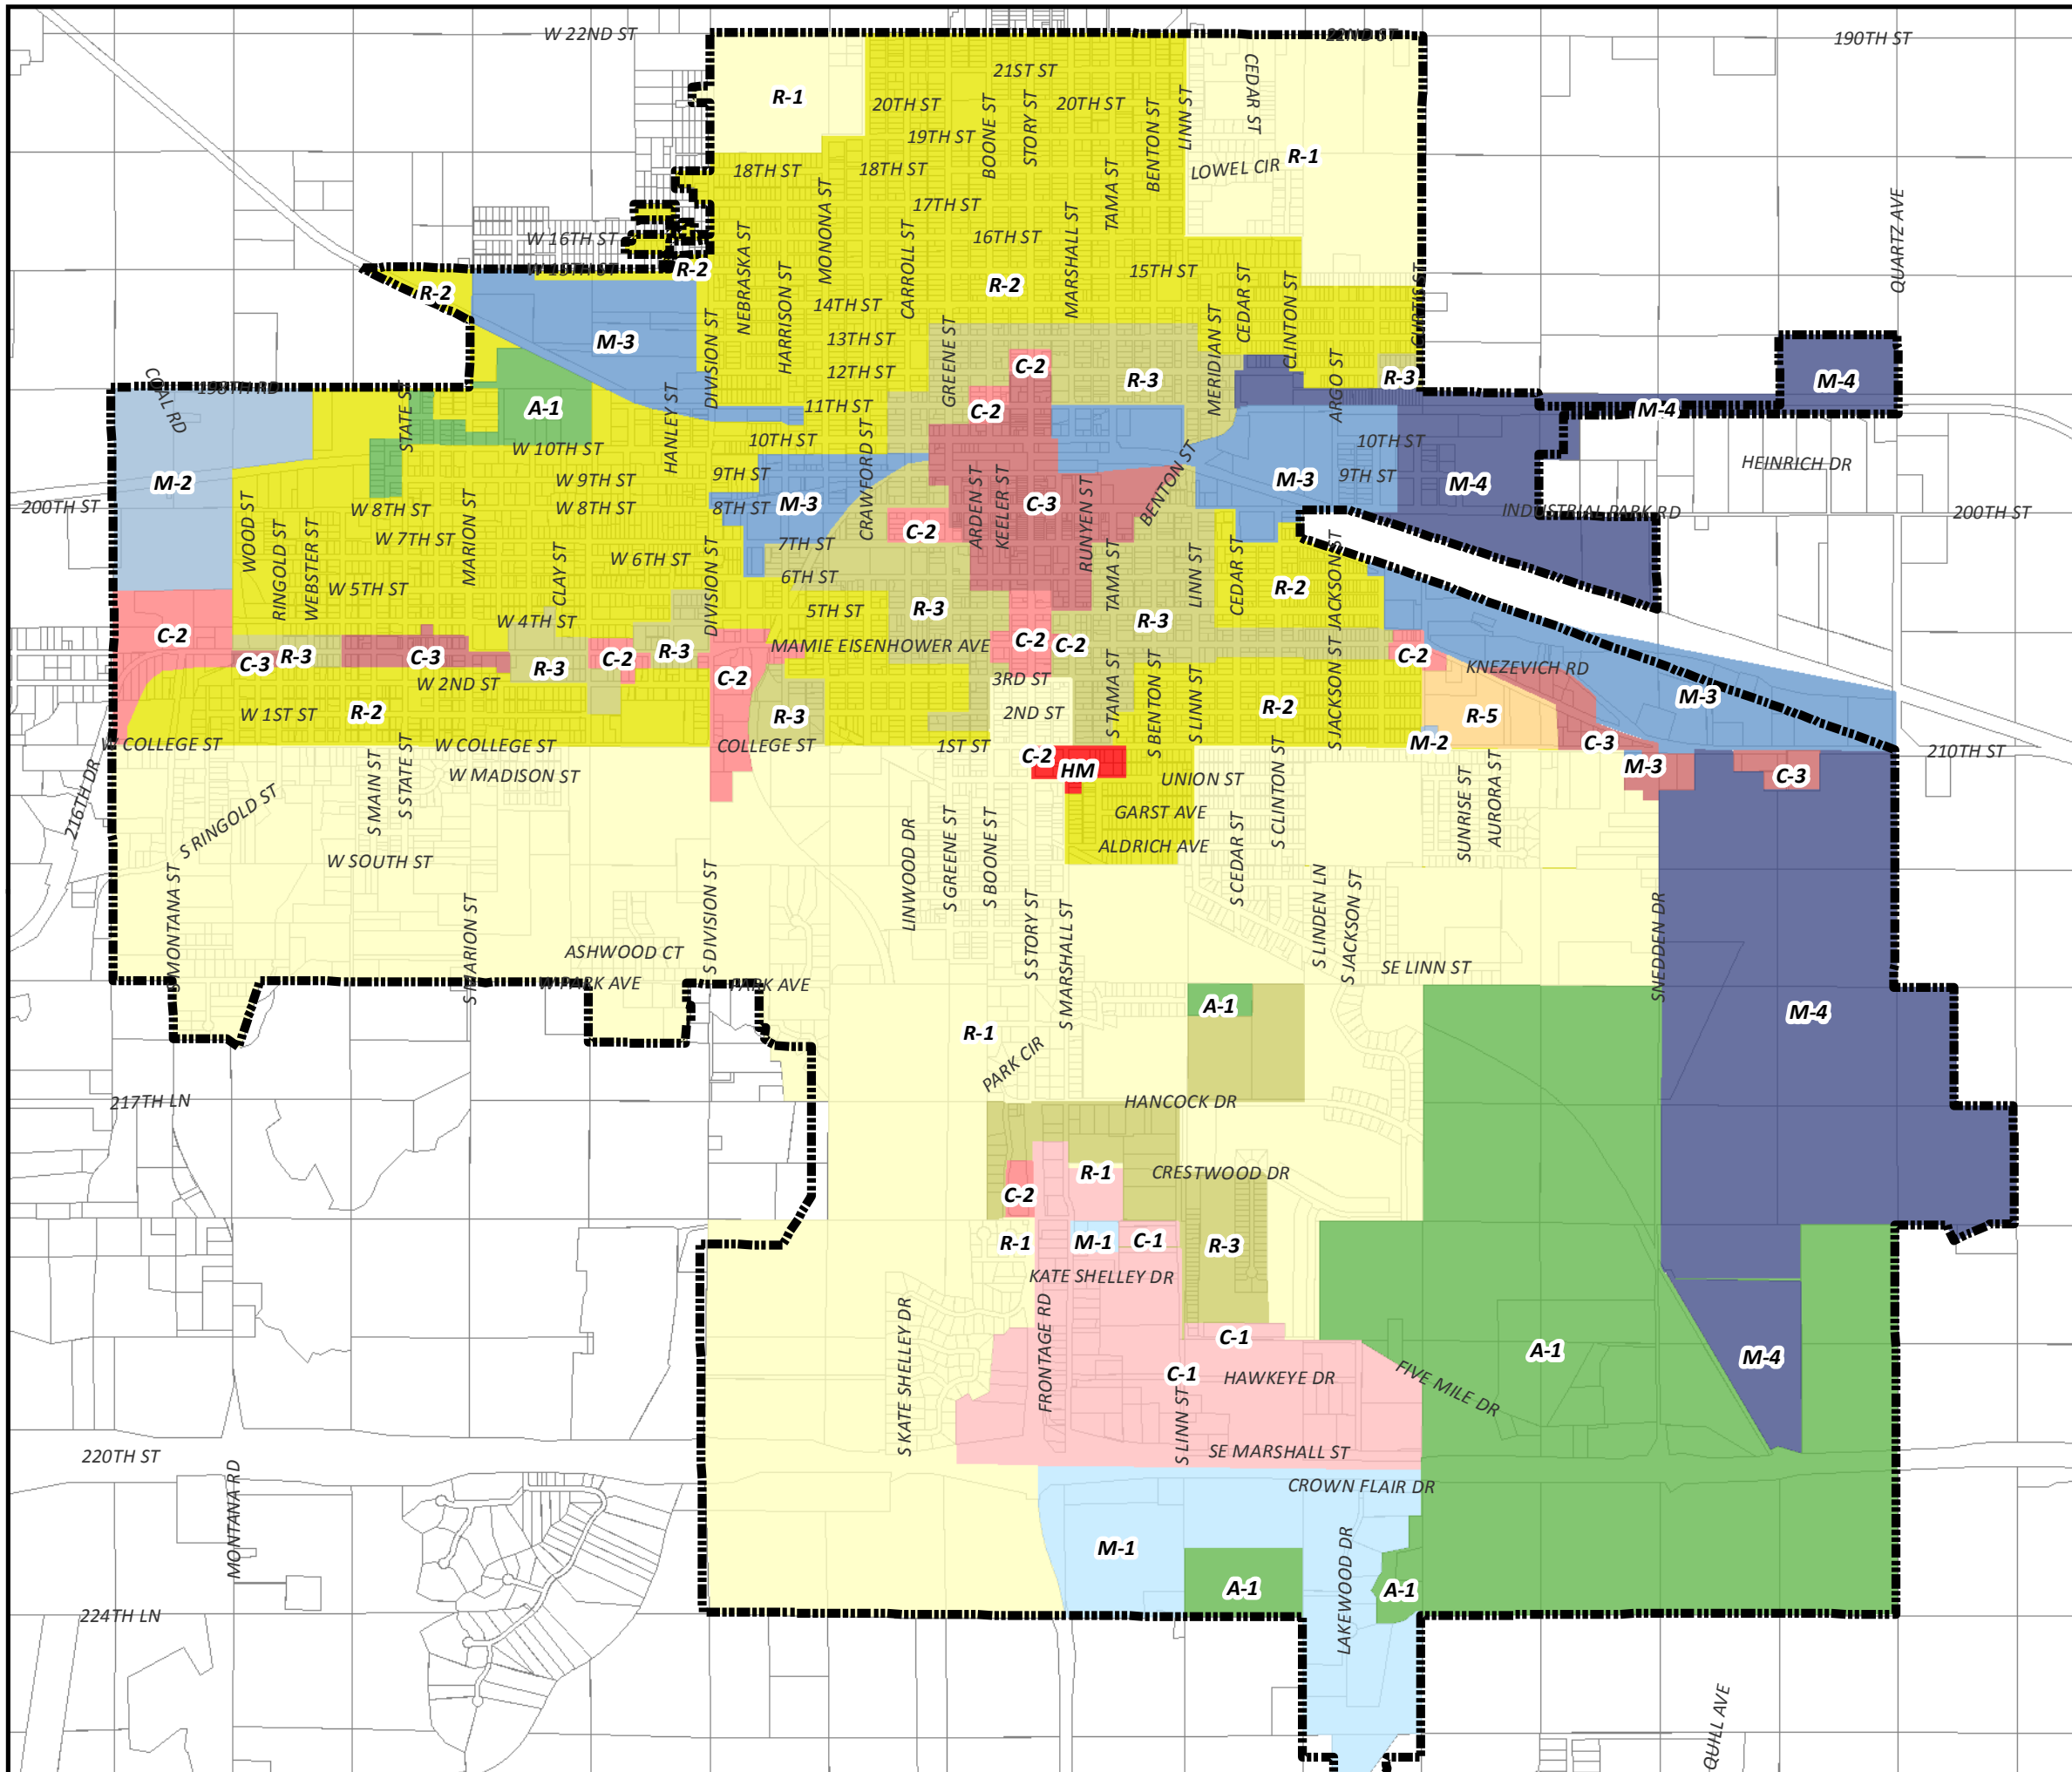 W 22ND ST
22ND ST
190TH ST
21ST ST
R-1
20TH ST
BOONE ST
STORY ST
20TH ST
BENTON ST
LINN ST
CEDAR ST
19TH ST
R-1
18TH ST
18TH ST
TAMA ST
LOWEL CIR
MONONA ST
17TH ST
MARSHALL ST
QUARTZ AVE
W 16TH ST
16TH ST
W 15TH ST
R-2
NEBRASKA ST
HARRISON ST
CARROLL ST
15TH ST
R-2
R-2
14TH ST
MERIDIAN ST
CEDAR ST
CLINTON ST
CURTIS ST
M-3
DIVISION ST
13TH ST
GREENE ST
C-2
12TH ST
R-3
R-3
M-4
COAL RD
198TH RD
STATE ST
A-1
11TH ST
C-2
ARGO ST
M-4
HANLEY ST
10TH ST
CRAWFORD ST
10TH ST
W 10TH ST
HEINRICH DR
M-2
W 9TH ST
9TH ST
ARDEN ST
KEELER ST
BENTON ST
M-3
9TH ST
M-4
200TH ST
WOOD ST
RINGOLD ST
WEBSTER ST
W 8TH ST
MARION ST
W 8TH ST
8TH ST
M-3
C-3
RUNYEN ST
INDUSTRIAL PARK RD
200TH ST
C-2
W 7TH ST
7TH ST
CLAY ST
W 6TH ST
DIVISION ST
6TH ST
TAMA ST
LINN ST
CEDAR ST
R-2
JACKSON ST
W 5TH ST
5TH ST
R-3
R-3
C-2
W 4TH ST
MAMIE EISENHOWER AVE
C-2
C-2
C-3
R-3
C-3
R-3
C-2
R-3
C-2
C-2
KNEZEVICH RD
W 2ND ST
3RD ST
M-3
W 1ST ST
R-2
R-3
2ND ST
S TAMA ST
S BENTON ST
S LINN ST
R-2
S JACKSON ST
R-5
W COLLEGE ST
W COLLEGE ST
COLLEGE ST
1ST ST
M-2
C-3
210TH ST
216TH DR
S MAIN ST
S STATE ST
W MADISON ST
C-2
HM
UNION ST
S CLINTON ST
SUNRISE ST
AURORA ST
M-3
C-3
S RINGOLD ST
GARST AVE
ALDRICH AVE
W SOUTH ST
LINWOOD DR
S GREENE ST
S BOONE ST
S CEDAR ST
S MONTANA ST
S MARION ST
S DIVISION ST
S STORY ST
S MARSHALL ST
S LINDEN LN
S JACKSON ST
SNEDDEN DR
ASHWOOD CT
SE LINN ST
W PARK AVE
PARK AVE
A-1
M-4
R-1
PARK CIR
217TH LN
HANCOCK DR
R-1
CRESTWOOD DR
C-2
R-1
M-1
C-1
R-3
KATE SHELLEY DR
S KATE SHELLEY DR
FRONTAGE RD
C-1
A-1
M-4
C-1
HAWKEYE DR
FIVE MILE DR
S LINN ST
220TH ST
SE MARSHALL ST
CROWN FLAIR DR
MONTANA RD
M-1
LAKEWOOD DR
A-1
A-1
224TH LN
QUILL AVE